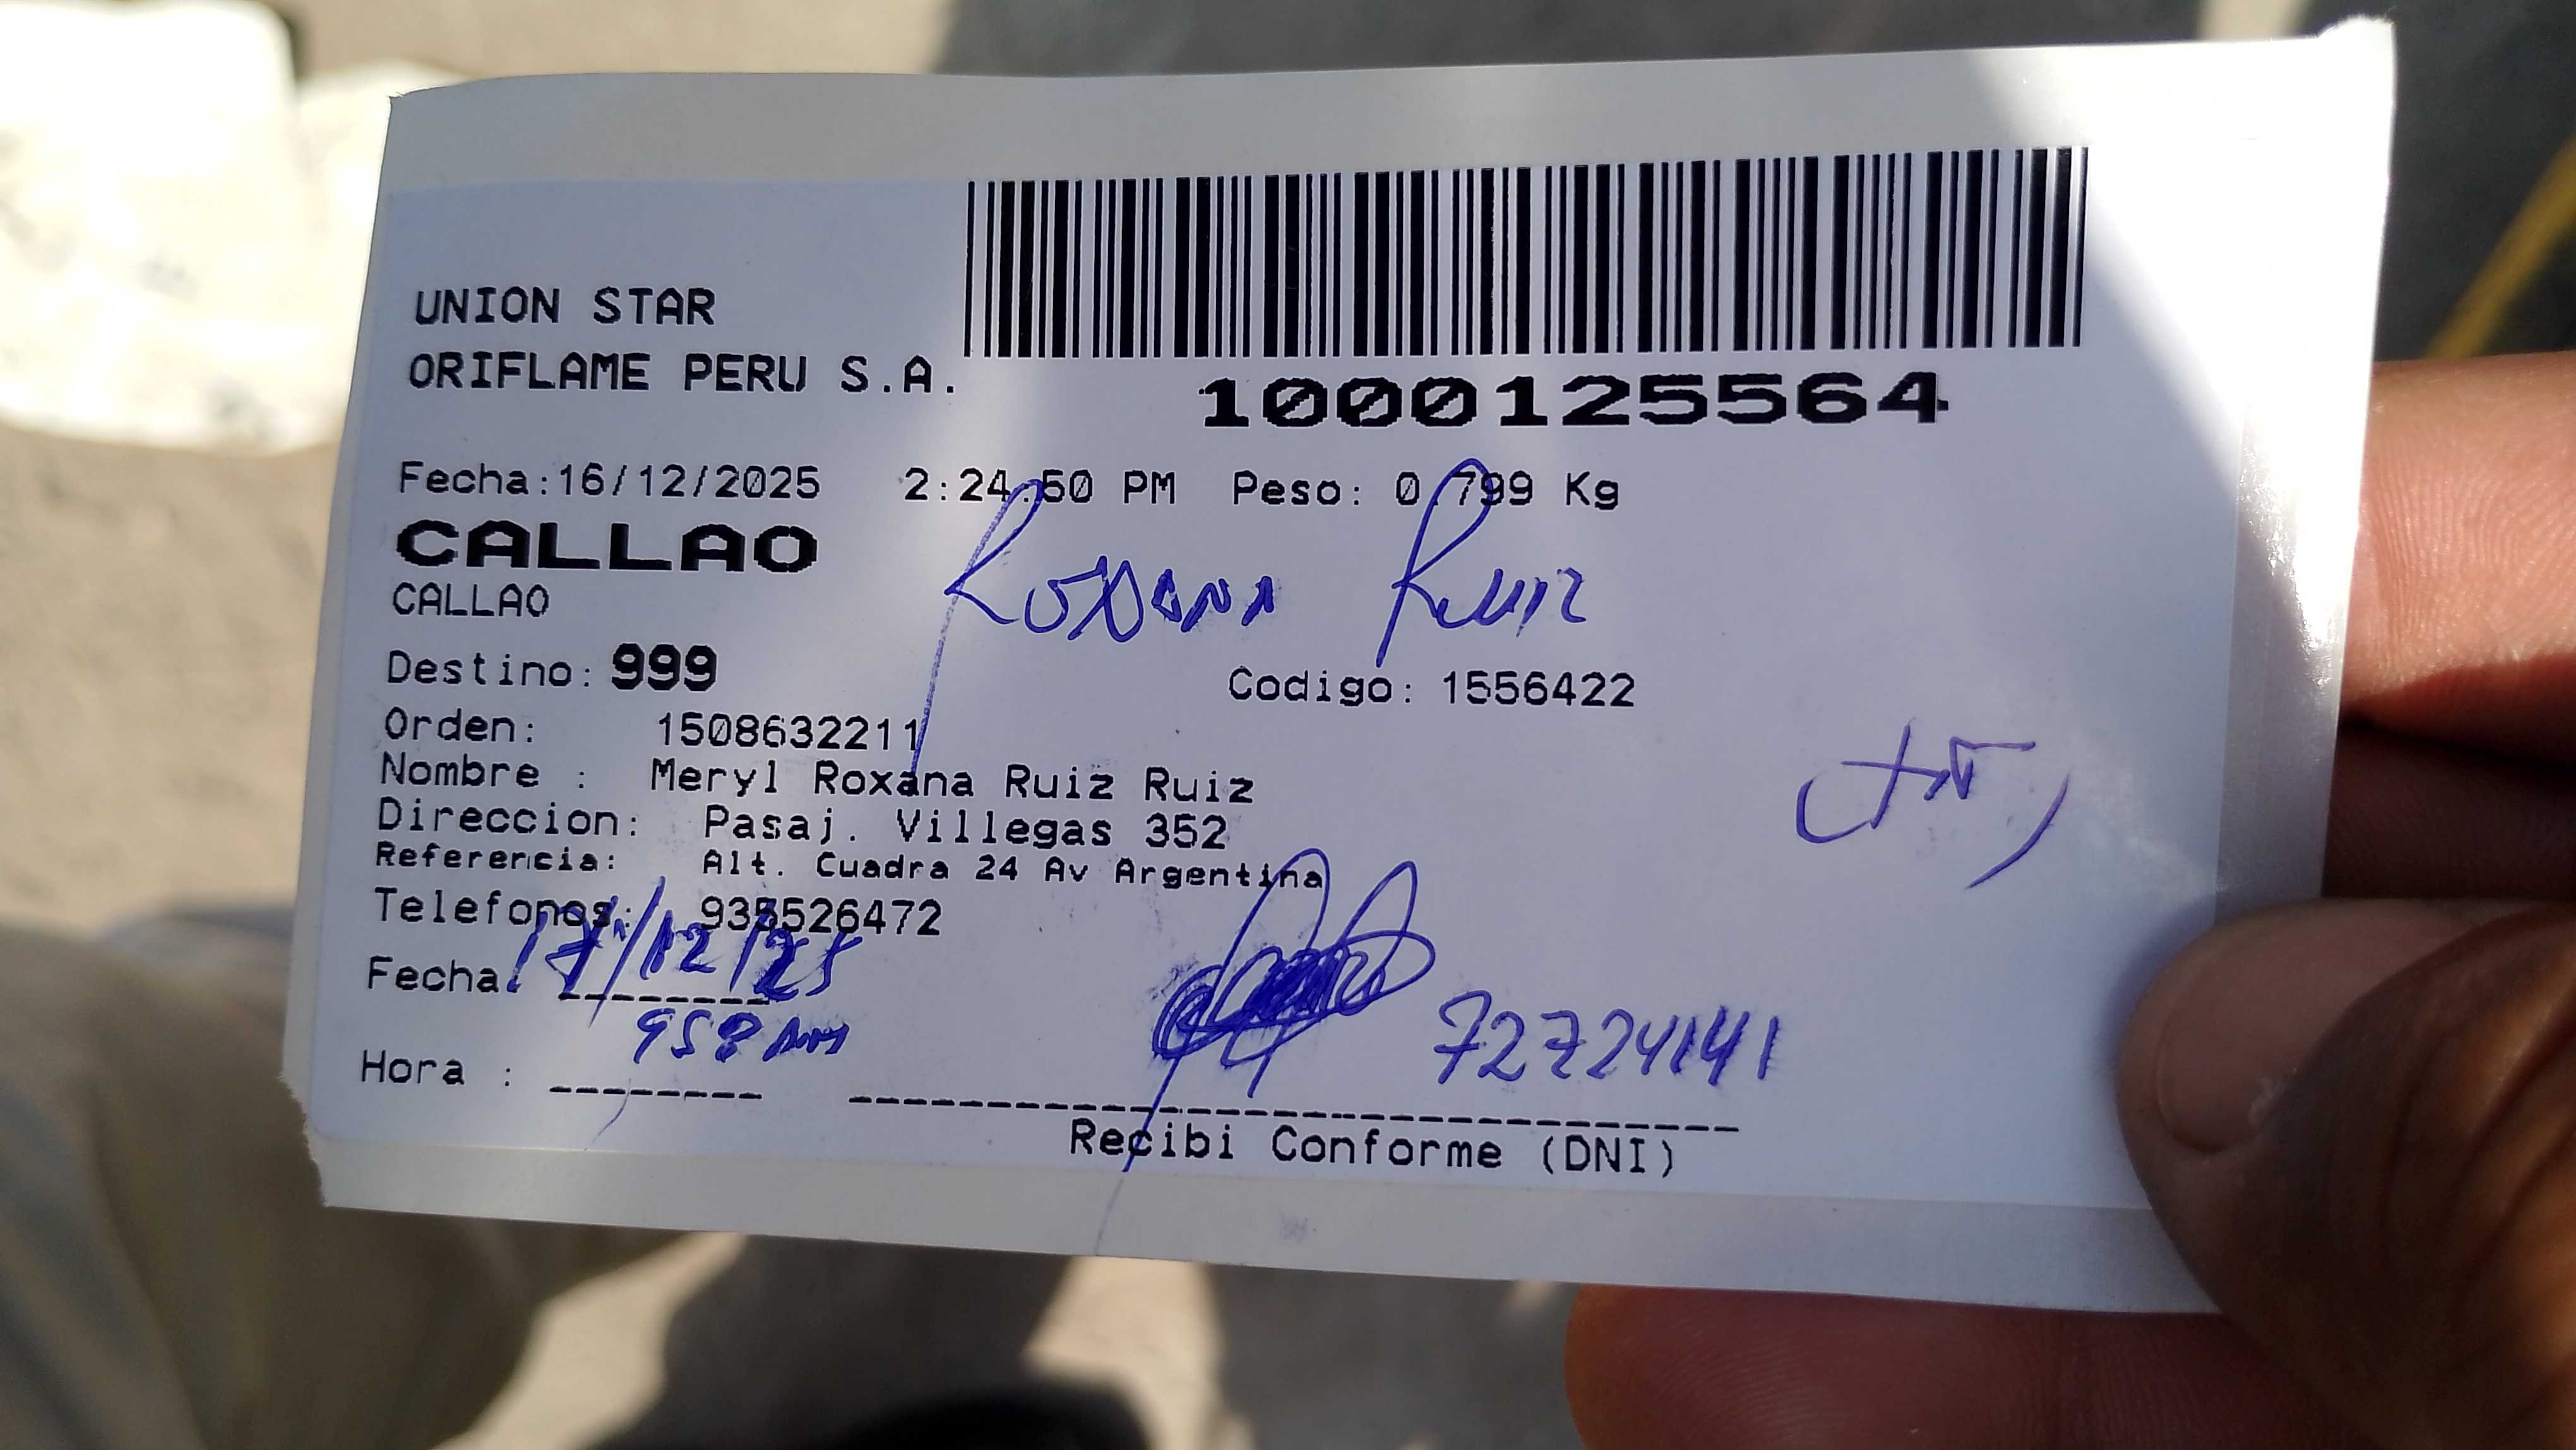 UNION STAR
ORIFLAME PERU S.A.
1000125564
Fecha:16/12/2025 2:24:50 PM Peso: 0.799 Kg
CALLAO
CALLAO
Roxana Ruiz
Destino: 999
Codigo: 1556422
Orden: 1508632211
Nombre : Meryl Roxana Ruiz Ruiz
Direccion: Pasaj. Villegas 352
Referencia: Alt. Cuadra 24 Av Argentina
Telefonos: 935526472
Fecha: 17/12/25
Hora : 958 am
72724141
Recibi Conforme (DNI)